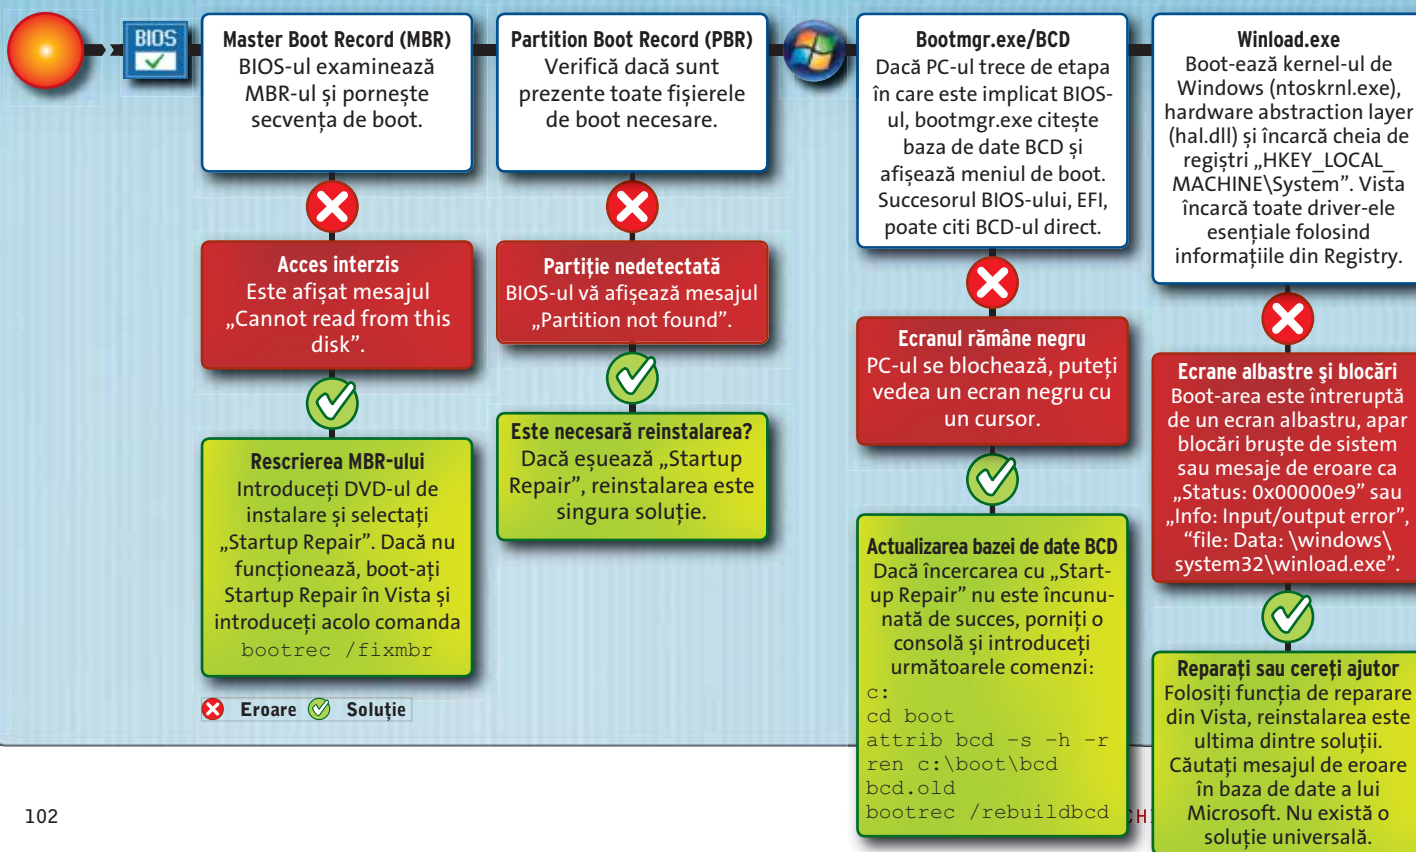 BIOS
Master Boot Record (MBR)
BIOS-ul examinează
MBR-ul și pornește
secvența de boot.
Acces interzis
Este afișat mesajul
„Cannot read from this
disk”.
Rescrierea MBR-ului
Introduceți DVD-ul de
instalare și selectați
„Startup Repair”. Dacă nu
funcționează, boot-ați
Startup Repair în Vista și
introduceți acolo comanda
bootrec /fixmbr
Partition Boot Record (PBR)
Verifică dacă sunt
prezente toate fișierele
de boot necesare.
Partiție nedetectată
BIOS-ul vă afișează mesajul
„Partition not found”.
Este necesară reinstalarea?
Dacă eșuează „Startup
Repair”, reinstalarea este
singura soluție.
Bootmgr.exe/BCD
Dacă PC-ul trece de etapa
în care este implicat BIOS-
ul, bootmgr.exe citește
baza de date BCD și
afișează meniul de boot.
Succesorul BIOS-ului, EFI,
poate citi BCD-ul direct.
Ecranul rămâne negru
PC-ul se blochează, puteți
vedea un ecran negru cu
un cursor.
Actualizarea bazei de date BCD
Dacă încercarea cu „Start-
up Repair” nu este încunu-
nată de succes, porniți o
consolă și introduceți
următoarele comenzi:
c:
cd boot
attrib bcd –s –h –r
ren c:\boot\bcd
bcd.old
bootrec /rebuildbcd
Winload.exe
Boot-ează kernel-ul de
Windows (ntoskrnl.exe),
hardware abstraction layer
(hal.dll) și încarcă cheia de
regiștri „HKEY_LOCAL_
MACHINE\System”. Vista
încarcă toate driver-ele
esențiale folosind
informațiile din Registry.
Ecrane albastre şi blocări
Boot-area este întreruptă
de un ecran albastru, apar
blocări bruște de sistem
sau mesaje de eroare ca
„Status: 0x00000e9” sau
„Info: Input/output error”,
“file: Data: \windows\
system32\winload.exe”.
Reparați sau cereți ajutor
Folosiți funcția de reparare
din Vista, reinstalarea este
ultima dintre soluții.
Căutați mesajul de eroare
în baza de date a lui
Microsoft. Nu există o
soluție universală.
Eroare Soluție
102